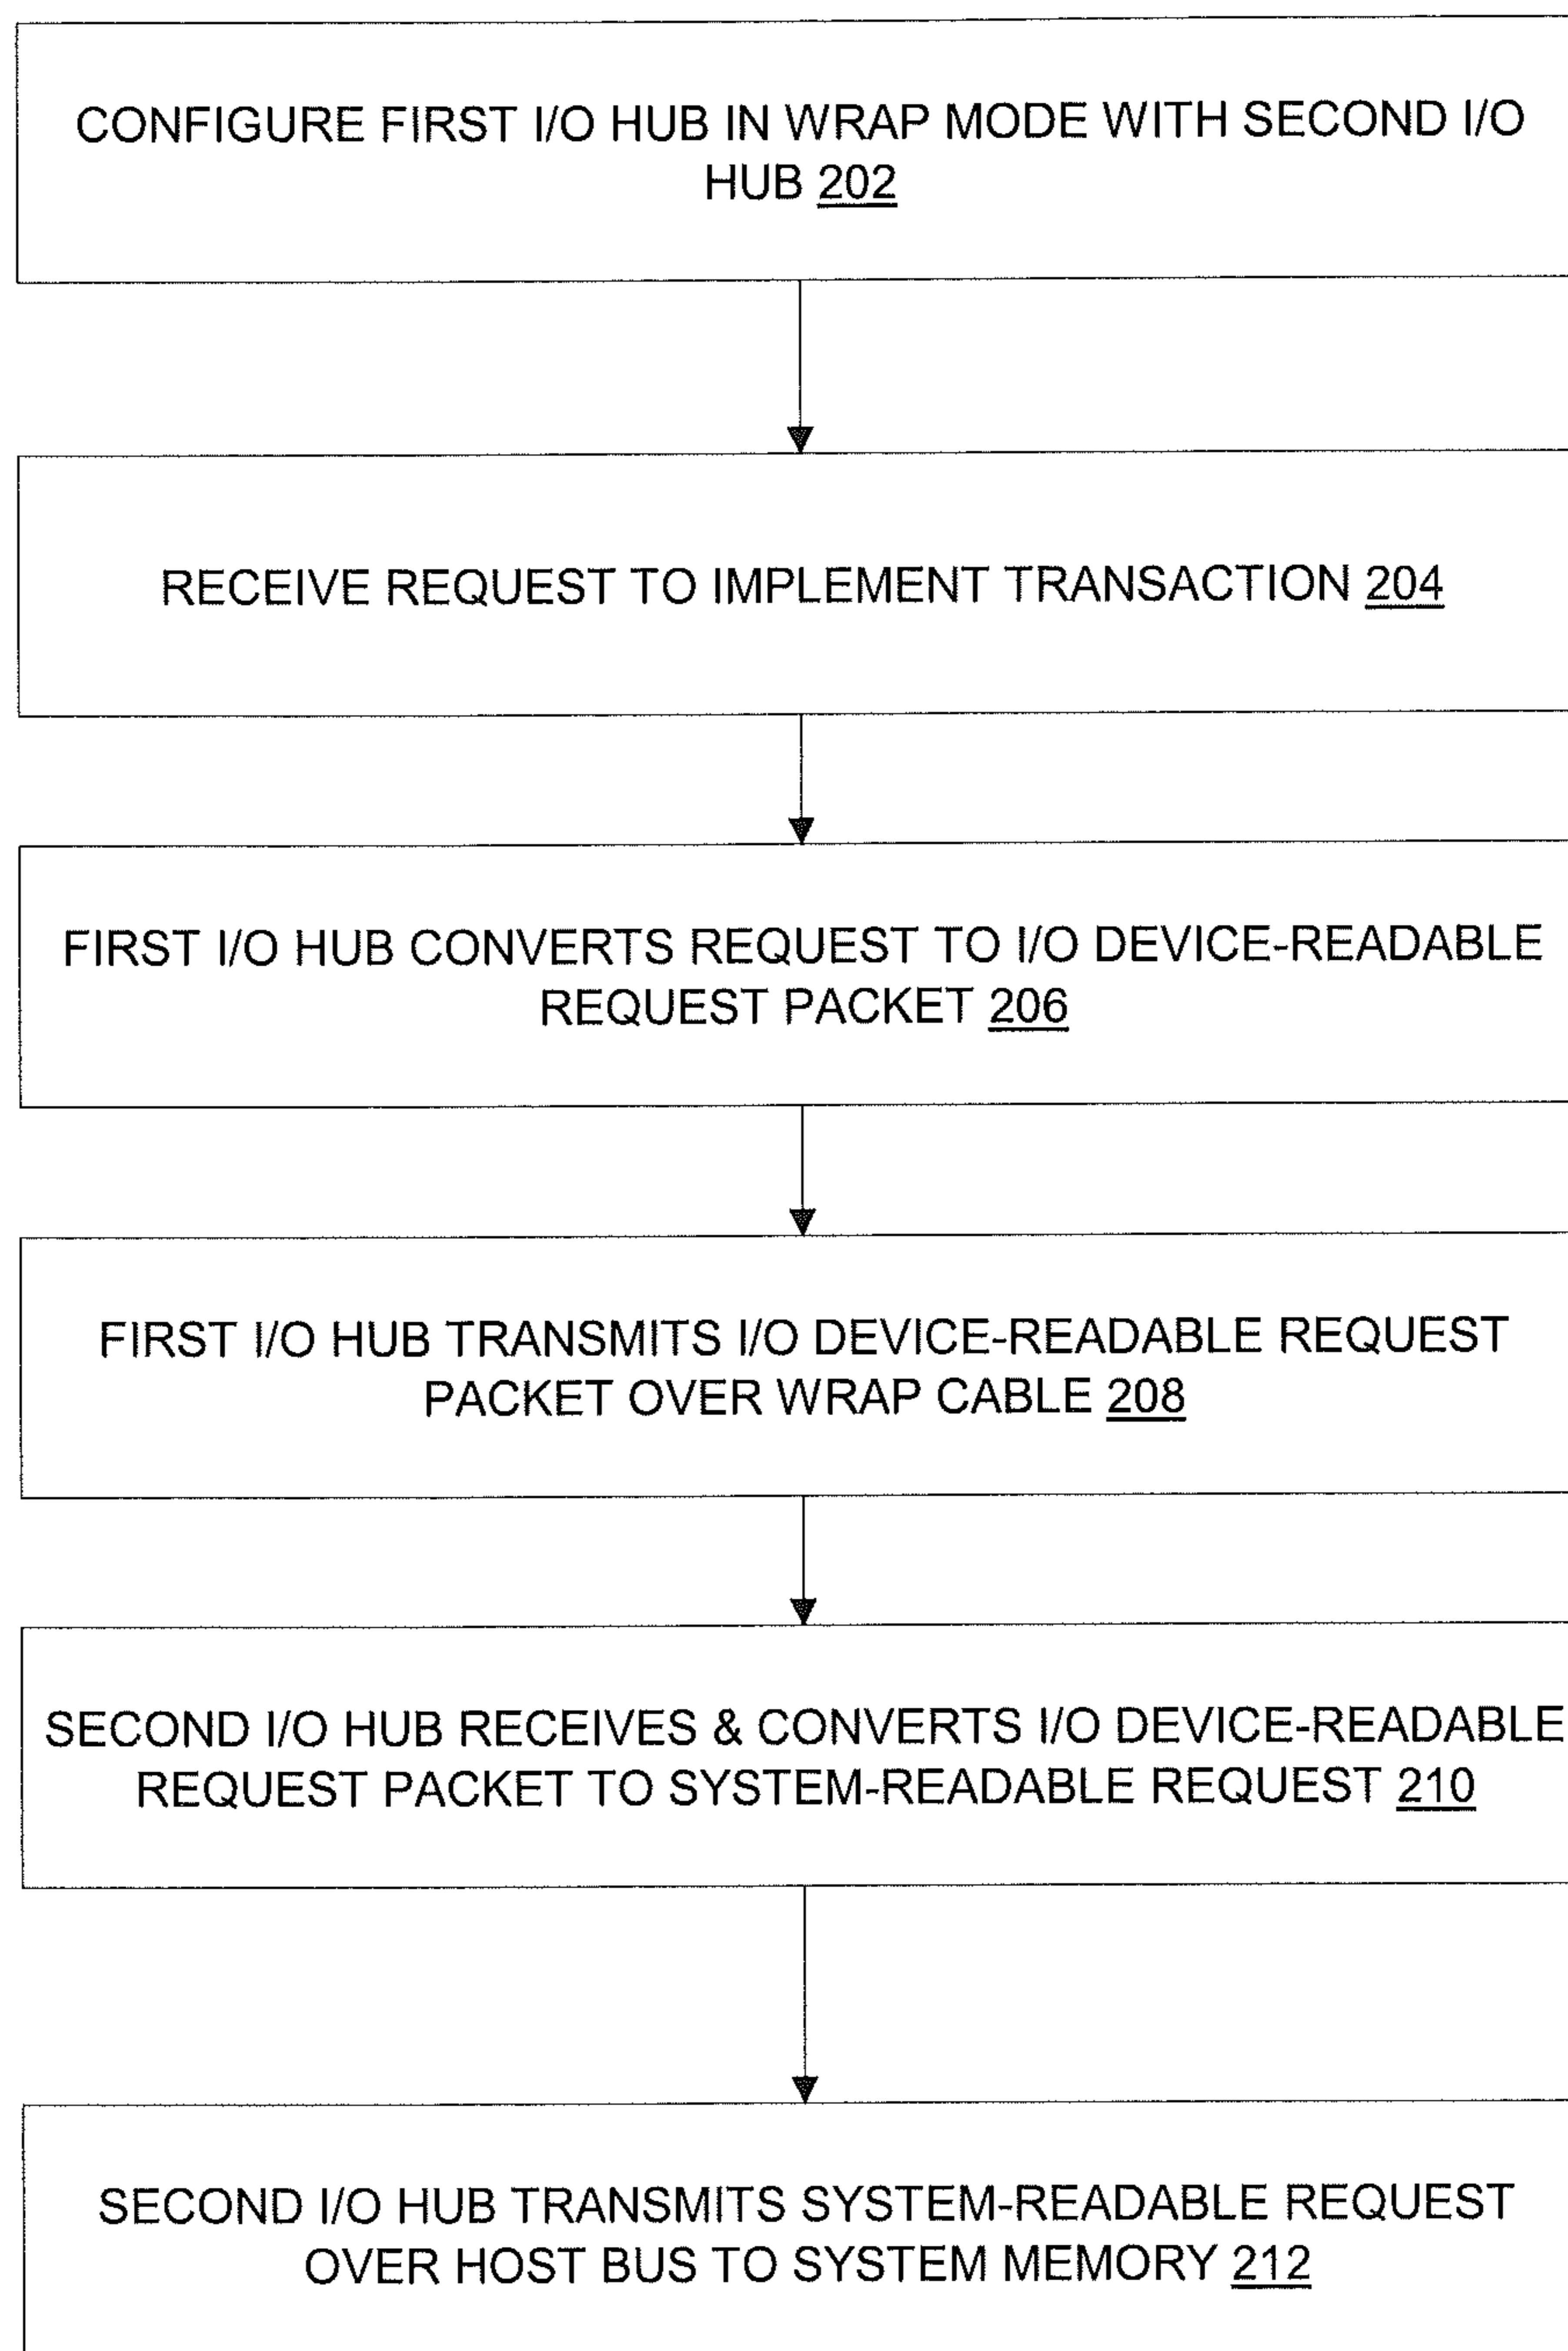 CONFIGURE FIRST I/O HUB IN WRAP MODE WITH SECOND I/O
HUB 202
RECEIVE REQUEST TO IMPLEMENT TRANSACTION 204
FIRST I/O HUB CONVERTS REQUEST TO I/O DEVICE-READABLE
REQUEST PACKET 206
FIRST I/O HUB TRANSMITS I/O DEVICE-READABLE REQUEST
PACKET OVER WRAP CABLE 208
SECOND I/O HUB RECEIVES & CONVERTS I/O DEVICE-READABLE
REQUEST PACKET TO SYSTEM-READABLE REQUEST 210
SECOND I/O HUB TRANSMITS SYSTEM-READABLE REQUEST
OVER HOST BUS TO SYSTEM MEMORY 212